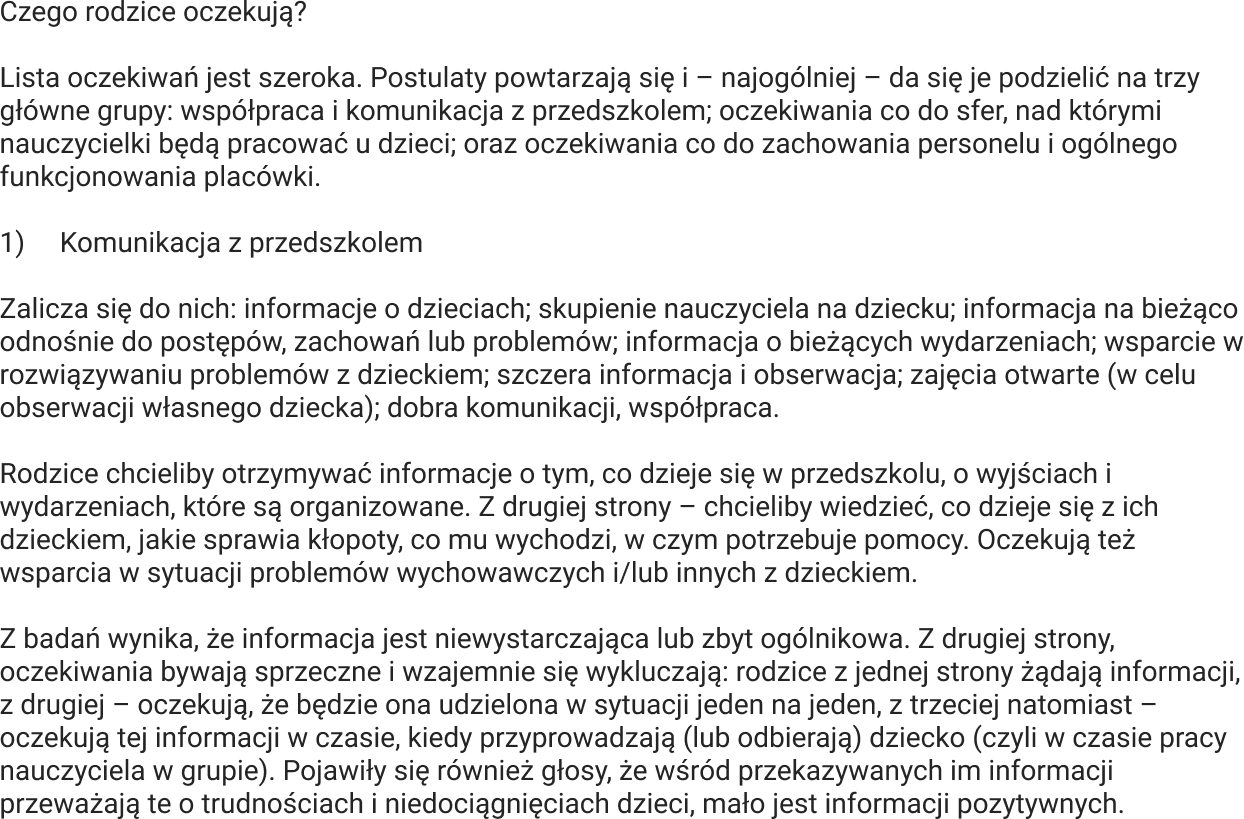 Czego rodzice oczekują?
Lista oczekiwań jest szeroka. Postulaty powtarzają się i – najogólniej – da się je podzielić na trzy
główne grupy: współpraca i komunikacja z przedszkolem; oczekiwania co do sfer, nad którymi
nauczycielki będą pracować u dzieci; oraz oczekiwania co do zachowania personelu i ogólnego
funkcjonowania placówki.
1) Komunikacja z przedszkolem
Zalicza się do nich: informacje o dzieciach; skupienie nauczyciela na dziecku; informacja na bieżąco
odnośnie do postępów, zachowań lub problemów; informacja o bieżących wydarzeniach; wsparcie w
rozwiązywaniu problemów z dzieckiem; szczera informacja i obserwacja; zajęcia otwarte (w celu
obserwacji własnego dziecka); dobra komunikacji, współpraca.
Rodzice chcieliby otrzymywać informacje o tym, co dzieje się w przedszkolu, o wyjściach i
wydarzeniach, które są organizowane. Z drugiej strony – chcieliby wiedzieć, co dzieje się z ich
dzieckiem, jakie sprawia kłopoty, co mu wychodzi, w czym potrzebuje pomocy. Oczekują też
wsparcia w sytuacji problemów wychowawczych i/lub innych z dzieckiem.
Z badań wynika, że informacja jest niewystarczająca lub zbyt ogólnikowa. Z drugiej strony,
oczekiwania bywają sprzeczne i wzajemnie się wykluczają: rodzice z jednej strony żądają informacji,
z drugiej – oczekują, że będzie ona udzielona w sytuacji jeden na jeden, z trzeciej natomiast –
oczekują tej informacji w czasie, kiedy przyprowadzają (lub odbierają) dziecko (czyli w czasie pracy
nauczyciela w grupie). Pojawiły się również głosy, że wśród przekazywanych im informacji
przeważają te o trudnościach i niedociągnięciach dzieci, mało jest informacji pozytywnych.